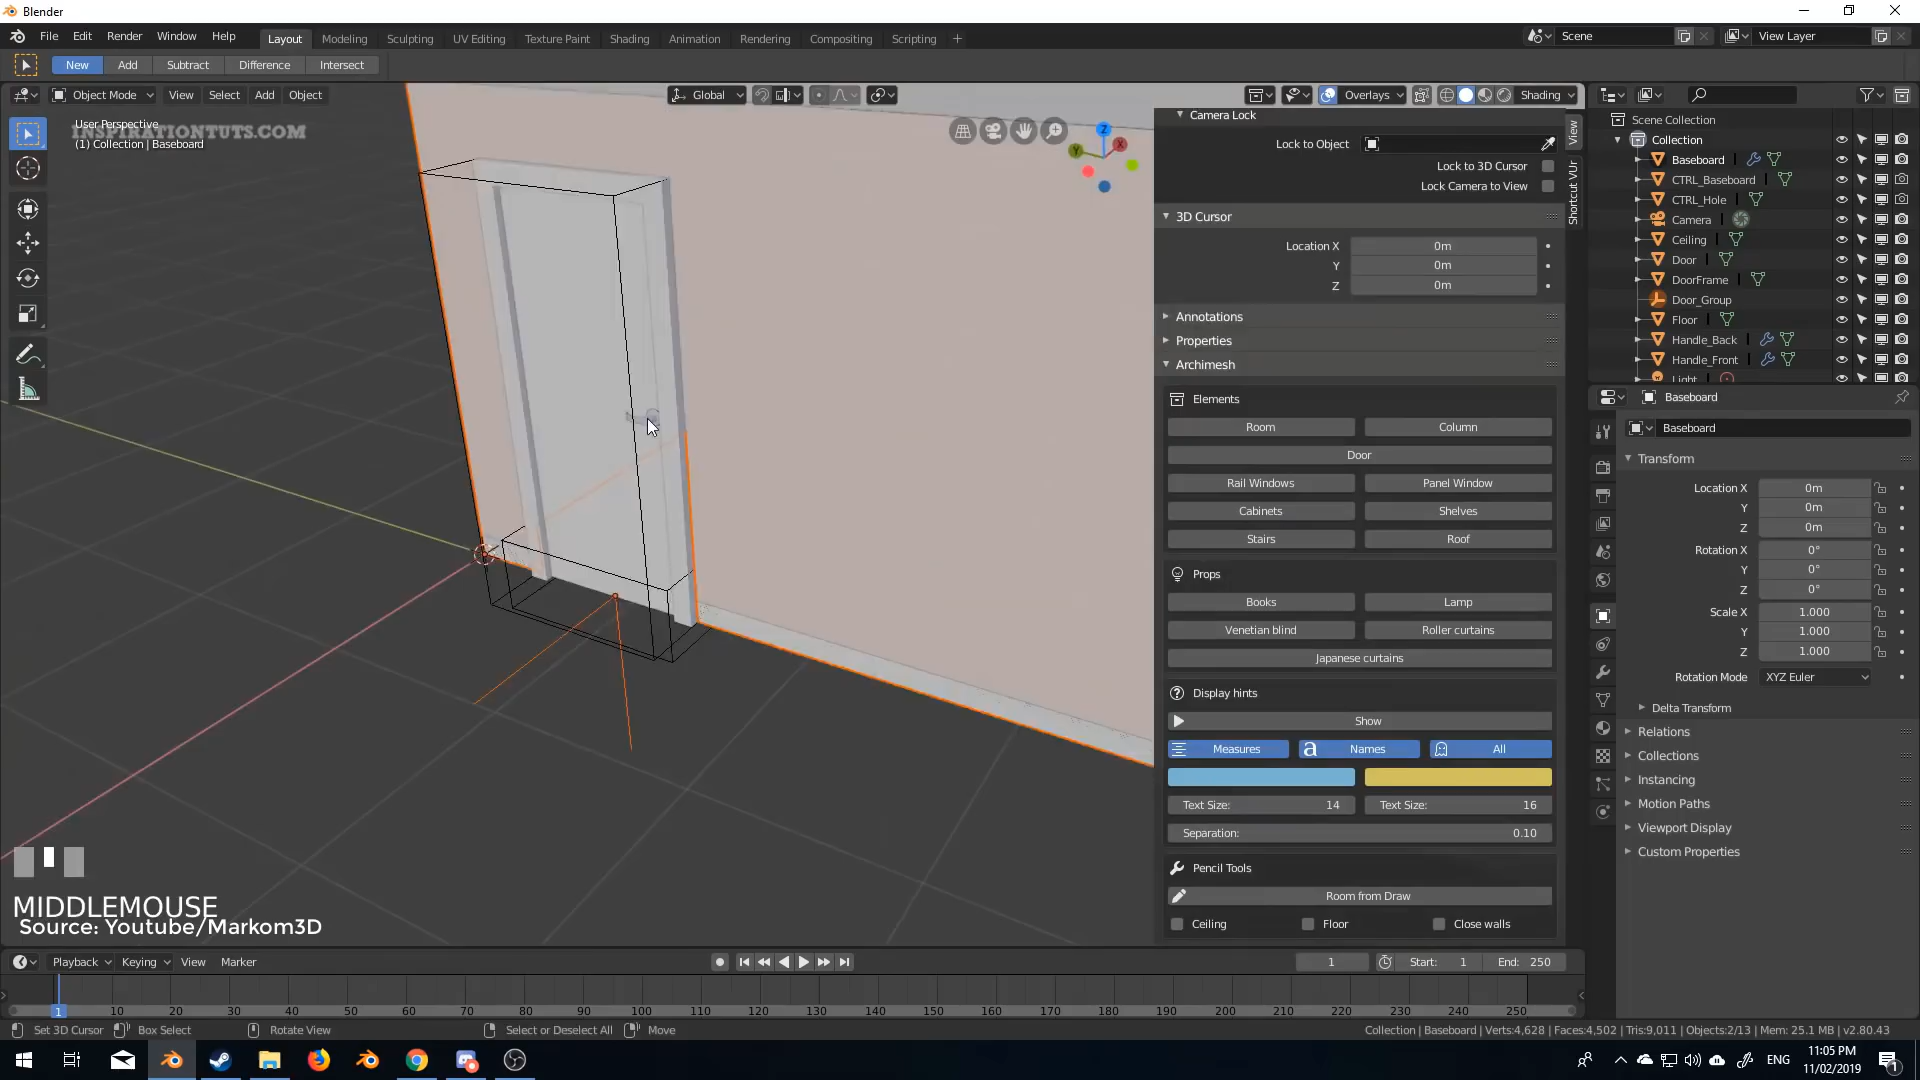 Blender
File Edit Render Window Help Layout Modeling Sculpting UV Editing Texture Paint Shading Animation Rendering Compositing Scripting + Scene View Layer
New Add Subtract Difference Intersect
Object Mode View Select Add Object Global Overlays Shading
User Perspective
INSPIRATIONTUTS.COM
(1) Collection | Baseboard
Z
X
Y
Camera Lock
Lock to Object
Lock to 3D Cursor
Lock Camera to View
3D Cursor
Location X 0m
Y 0m
Z 0m
Annotations
Properties
Archimesh
Elements
Room Column
Door
Rail Windows Panel Window
Cabinets Shelves
Stairs Roof
Props
Books Lamp
Venetian blind Roller curtains
Japanese curtains
Display hints
Show
Measures a Names All
Text Size: 14 Text Size: 16
Separation: 0.10
Pencil Tools
Room from Draw
Ceiling Floor Close walls
View
Shortcut VUr
Scene Collection
Collection
Baseboard
CTRL_Baseboard
CTRL_Hole
Camera
Ceiling
Door
DoorFrame
Door_Group
Floor
Handle_Back
Handle_Front
Light
Baseboard
Baseboard
Transform
Location X 0m
Y 0m
Z 0m
Rotation X 0°
Y 0°
Z 0°
Scale X 1.000
Y 1.000
Z 1.000
Rotation Mode XYZ Euler
Delta Transform
Relations
Collections
Instancing
Motion Paths
Viewport Display
Custom Properties
MIDDLEMOUSE
Source: Youtube/Markom3D
Playback Keying View Marker 1 Start: 1 End: 250
1 10 20 30 40 50 60 70 80 90 100 110 120 130 140 150 160 170 180 190 200 210 220 230 240 250
Set 3D Cursor Box Select Rotate View Select or Deselect All Move Collection | Baseboard | Verts:4,628 | Faces:4,502 | Tris:9,011 | Objects:2/13 | Mem: 25.1 MB | v2.80.43
ENG 11:05 PM
11/02/2019
1